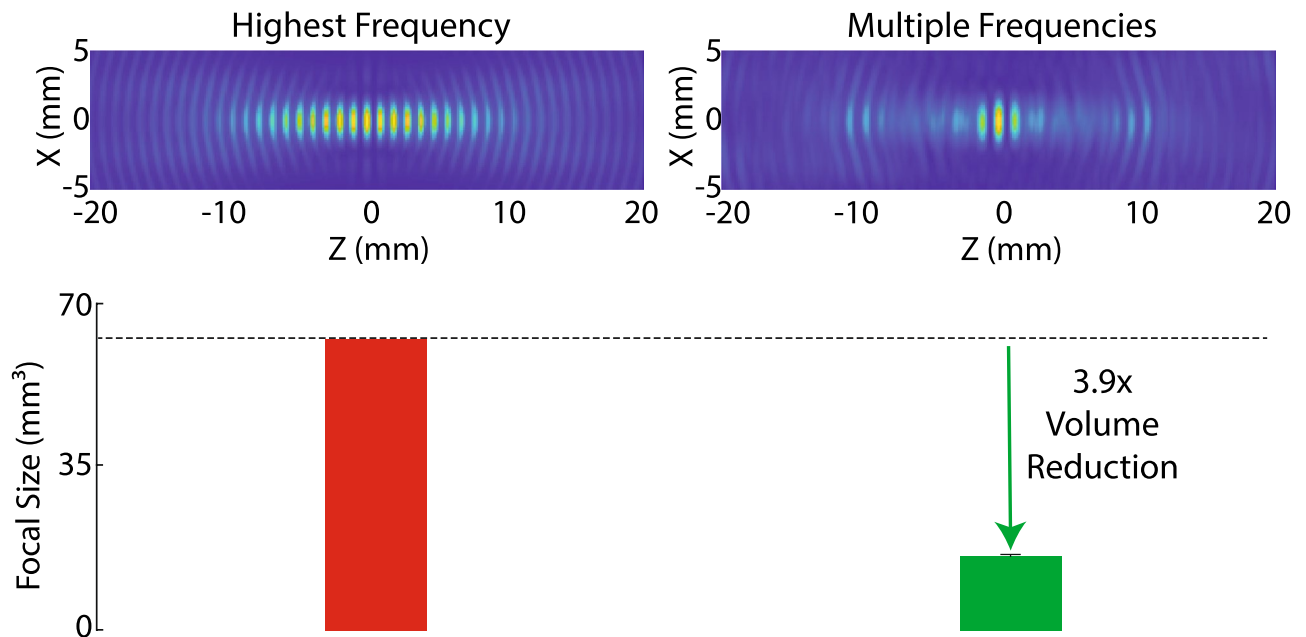 Highest Frequency
Multiple Frequencies
5
0
-5
X (mm)
-20 -10 0 10 20
Z (mm)
5
0
-5
X (mm)
-20 -10 0 10 20
Z (mm)
70
35
0
Focal Size (mm³)
3.9x
Volume
Reduction